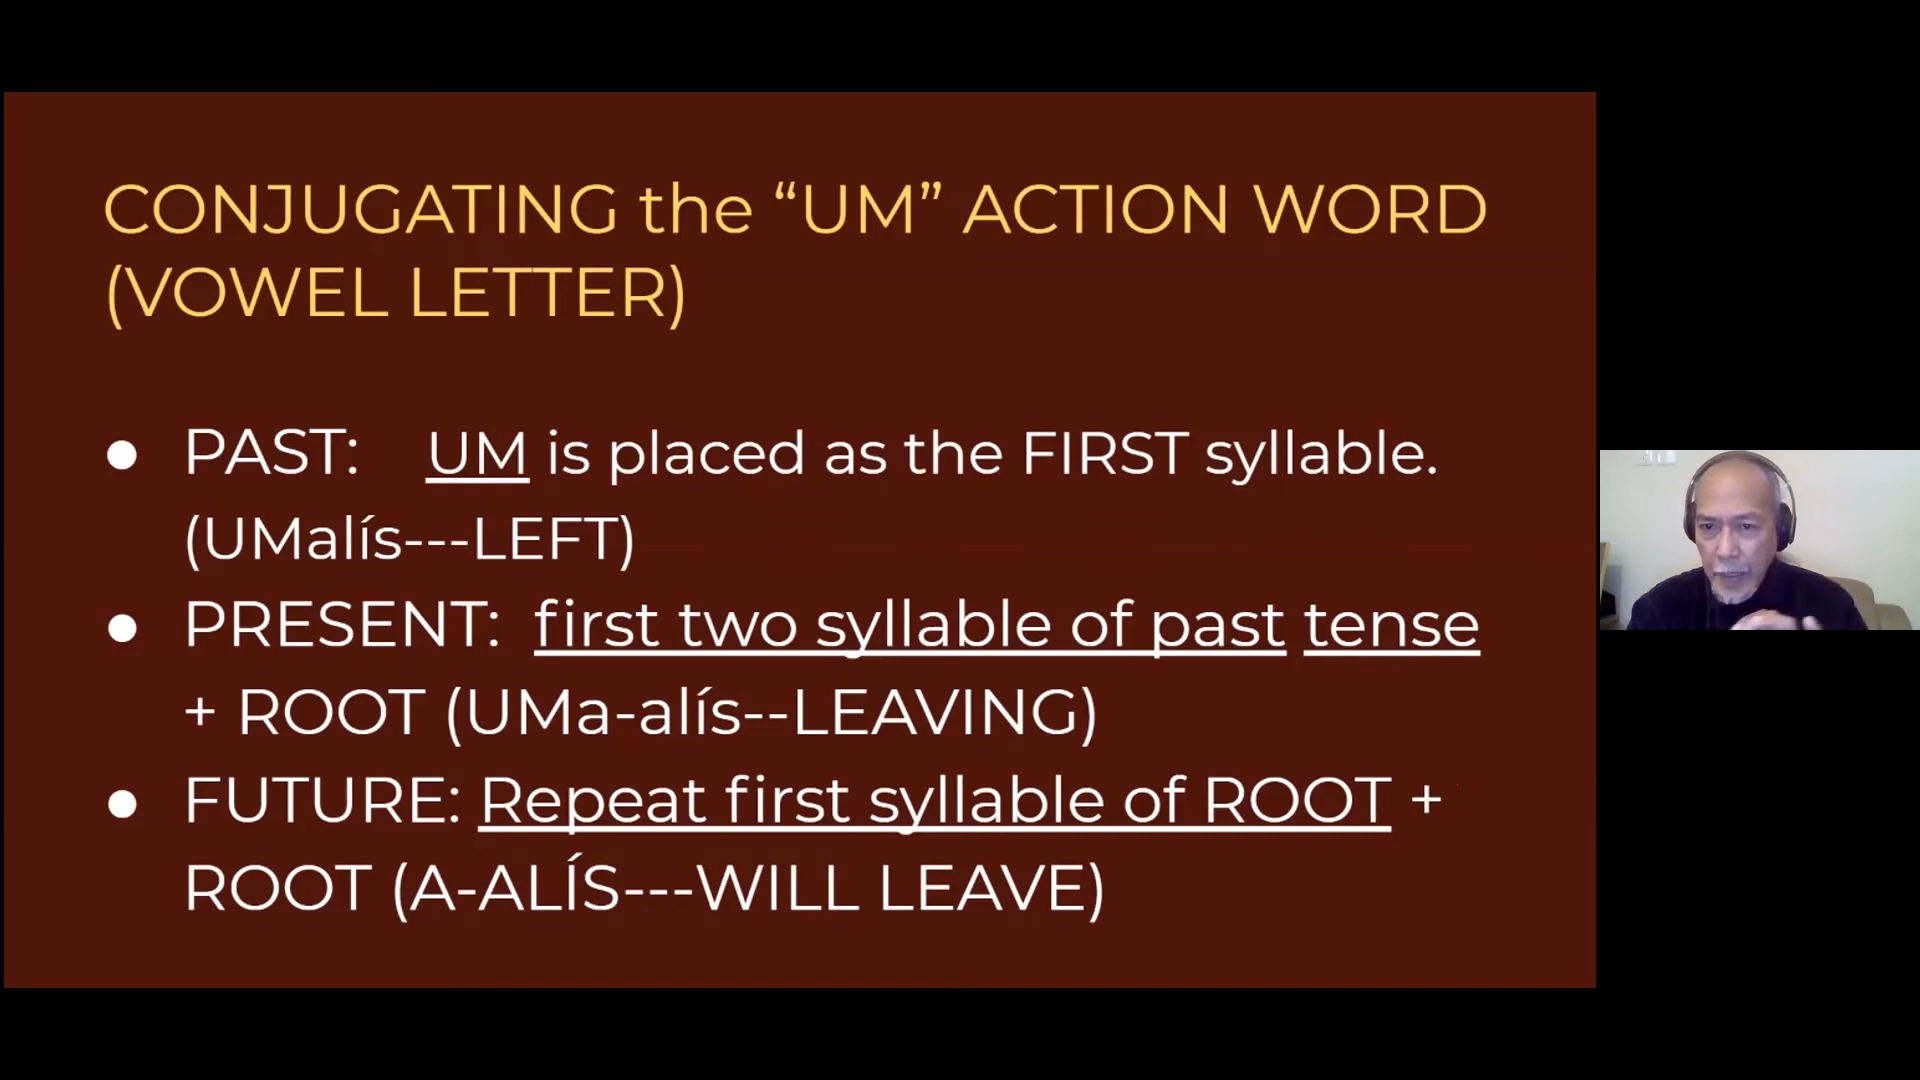 CONJUGATING the “UM” ACTION WORD
(VOWEL LETTER)
● PAST: UM is placed as the FIRST syllable.
(UMalís---LEFT)
● PRESENT: first two syllable of past tense
+ ROOT (UMa-alís--LEAVING)
● FUTURE: Repeat first syllable of ROOT +
ROOT (A-ALÍS---WILL LEAVE)